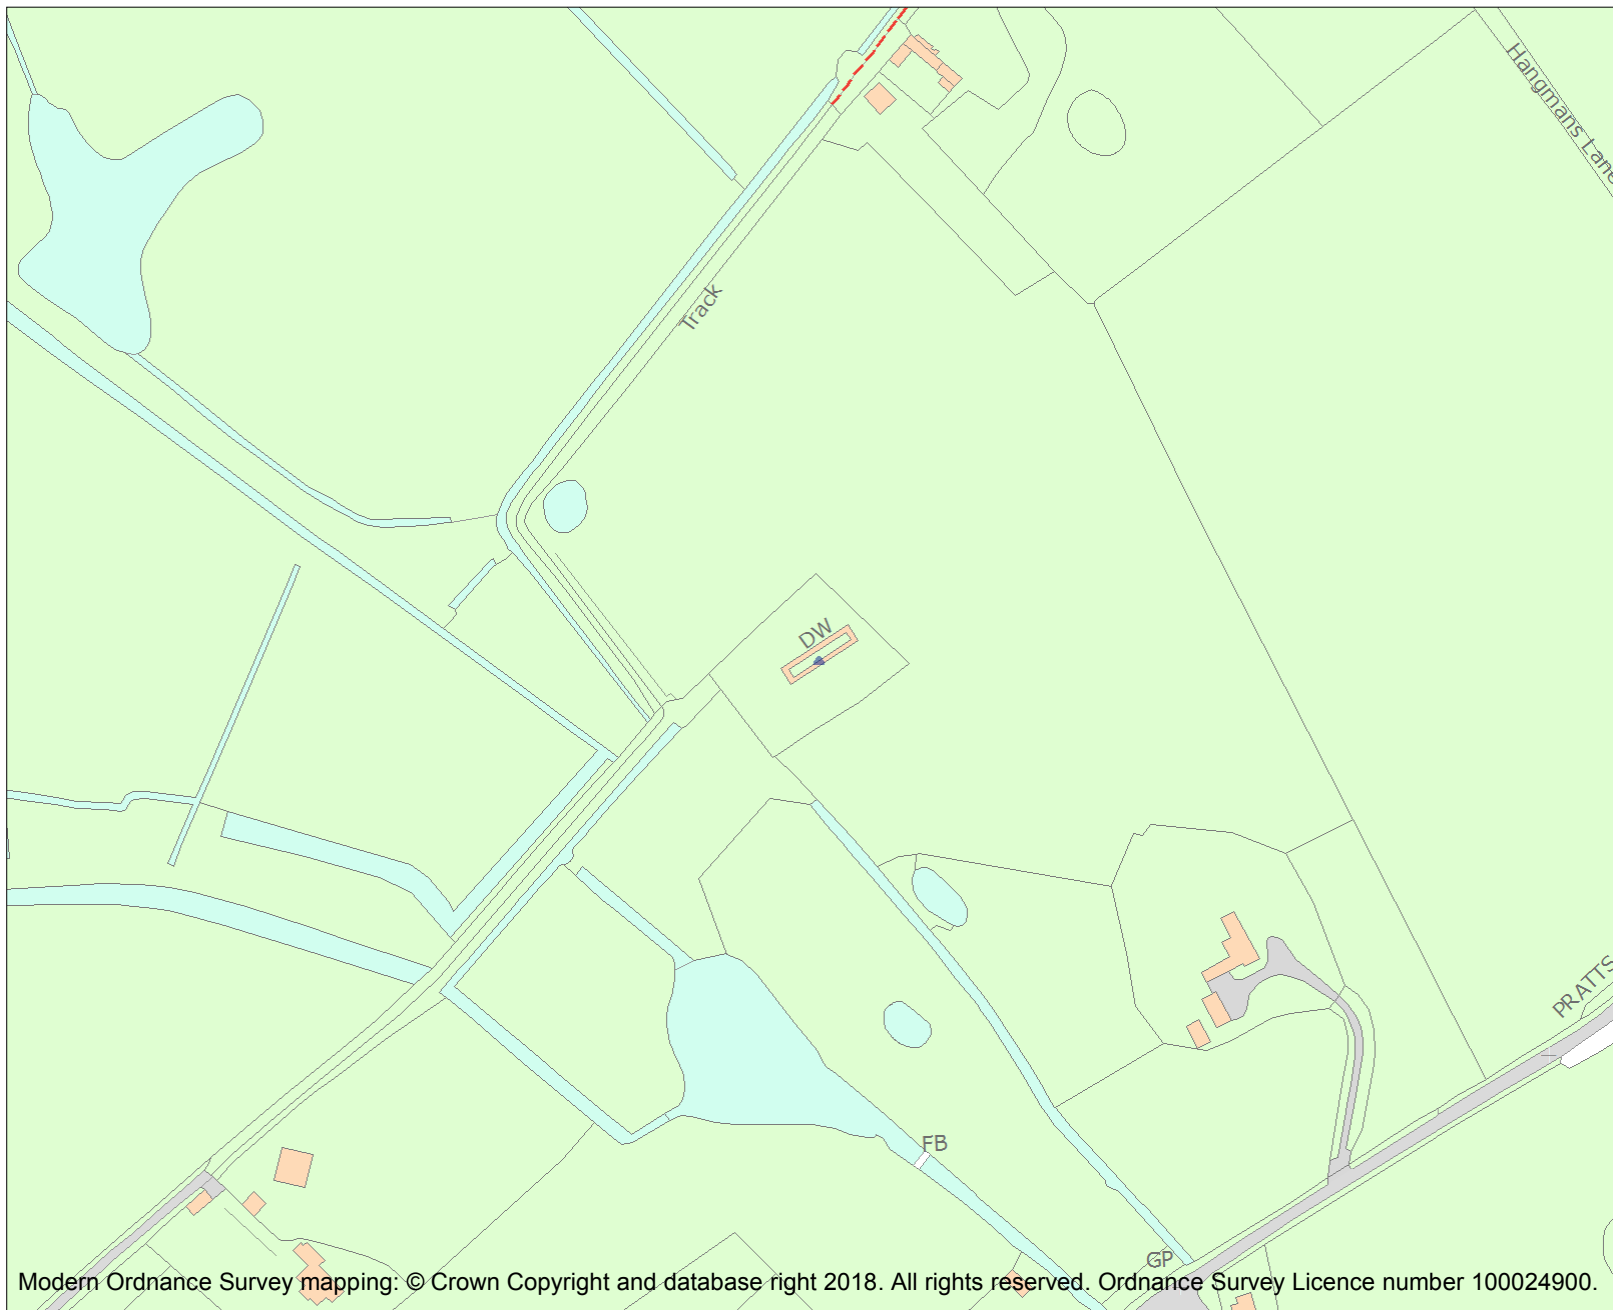 Hangmans Lane
Track
DW
PRATTS
FB
GP
Modern Ordnance Survey mapping: © Crown Copyright and database right 2018. All rights reserved. Ordnance Survey Licence number 100024900.